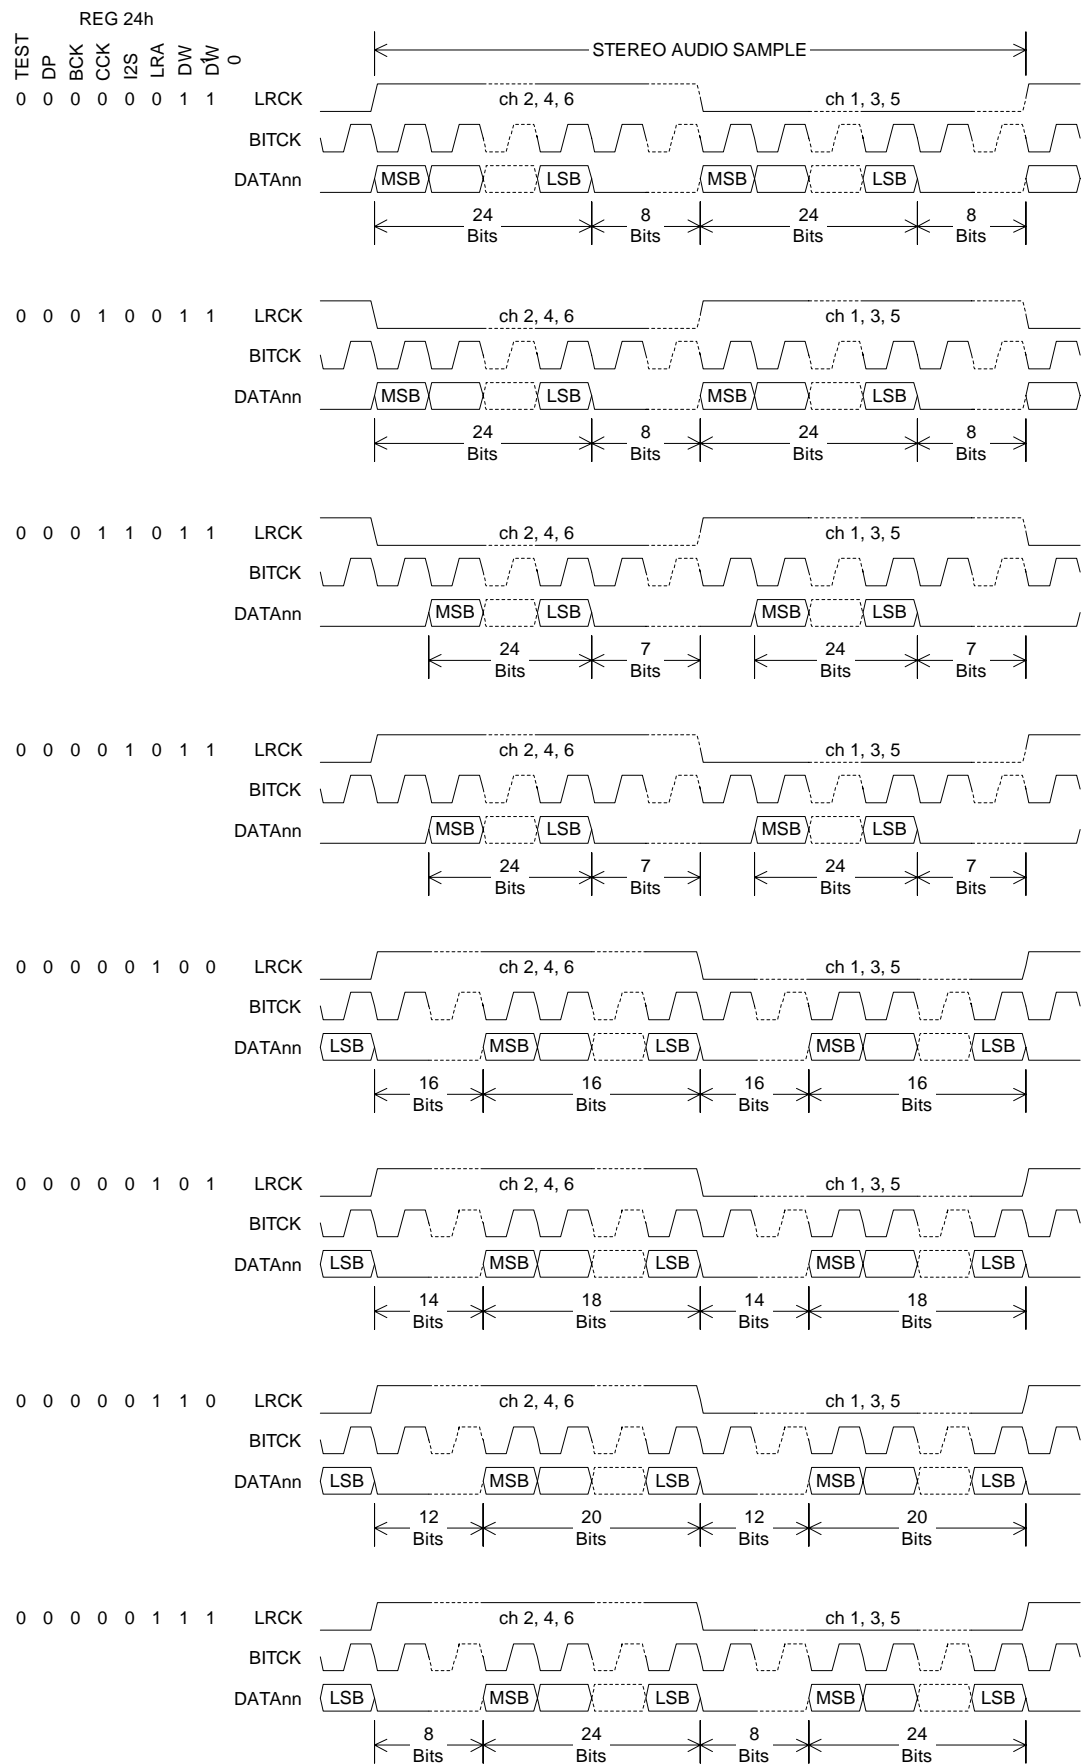 REG 24h
TEST DP BCK CCK I2S LRA DW1 DW0
STEREO AUDIO SAMPLE
0 0 0 0 0 0 1 1 LRCK ch 2, 4, 6 ch 1, 3, 5
BITCK
DATAnn MSB LSB MSB LSB
24 Bits 8 Bits 24 Bits 8 Bits
0 0 0 1 0 0 1 1 LRCK ch 2, 4, 6 ch 1, 3, 5
BITCK
DATAnn MSB LSB MSB LSB
24 Bits 8 Bits 24 Bits 8 Bits
0 0 0 1 1 0 1 1 LRCK ch 2, 4, 6 ch 1, 3, 5
BITCK
DATAnn MSB LSB MSB LSB
24 Bits 7 Bits 24 Bits 7 Bits
0 0 0 0 1 0 1 1 LRCK ch 2, 4, 6 ch 1, 3, 5
BITCK
DATAnn MSB LSB MSB LSB
24 Bits 7 Bits 24 Bits 7 Bits
0 0 0 0 0 1 0 0 LRCK ch 2, 4, 6 ch 1, 3, 5
BITCK
DATAnn LSB MSB LSB MSB LSB
16 Bits 16 Bits 16 Bits 16 Bits
0 0 0 0 0 1 0 1 LRCK ch 2, 4, 6 ch 1, 3, 5
BITCK
DATAnn LSB MSB LSB MSB LSB
14 Bits 18 Bits 14 Bits 18 Bits
0 0 0 0 0 1 1 0 LRCK ch 2, 4, 6 ch 1, 3, 5
BITCK
DATAnn LSB MSB LSB MSB LSB
12 Bits 20 Bits 12 Bits 20 Bits
0 0 0 0 0 1 1 1 LRCK ch 2, 4, 6 ch 1, 3, 5
BITCK
DATAnn LSB MSB LSB MSB LSB
8 Bits 24 Bits 8 Bits 24 Bits